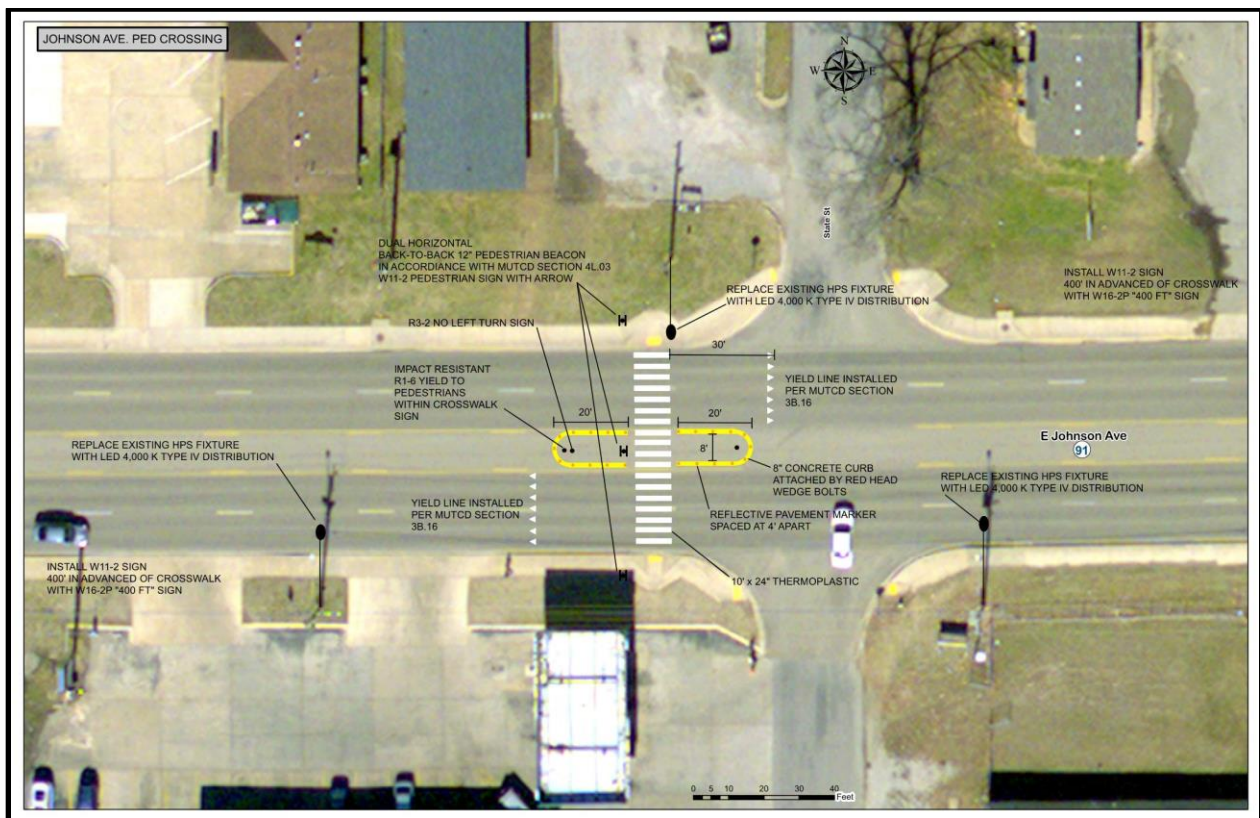 JOHNSON AVE. PED CROSSING
N
W E
S
State St
DUAL HORIZONTAL
BACK-TO-BACK 12" PEDESTRIAN BEACON
IN ACCORDANCE WITH MUTCD SECTION 4L.03
W11-2 PEDESTRIAN SIGN WITH ARROW
REPLACE EXISTING HPS FIXTURE
WITH LED 4,000 K TYPE IV DISTRIBUTION
INSTALL W11-2 SIGN
400' IN ADVANCED OF CROSSWALK
WITH W16-2P "400 FT" SIGN
R3-2 NO LEFT TURN SIGN
30'
IMPACT RESISTANT
R1-6 YIELD TO
PEDESTRIANS
WITHIN CROSSWALK
SIGN
YIELD LINE INSTALLED
PER MUTCD SECTION
3B.16
20'
20'
8'
E Johnson Ave
91
REPLACE EXISTING HPS FIXTURE
WITH LED 4,000 K TYPE IV DISTRIBUTION
8" CONCRETE CURB
ATTACHED BY RED HEAD
WEDGE BOLTS
REPLACE EXISTING HPS FIXTURE
WITH LED 4,000 K TYPE IV DISTRIBUTION
YIELD LINE INSTALLED
PER MUTCD SECTION
3B.16
REFLECTIVE PAVEMENT MARKER
SPACED AT 4' APART
INSTALL W11-2 SIGN
400' IN ADVANCED OF CROSSWALK
WITH W16-2P "400 FT" SIGN
10' x 24" THERMOPLASTIC
0 5 10 20 30 40
Feet